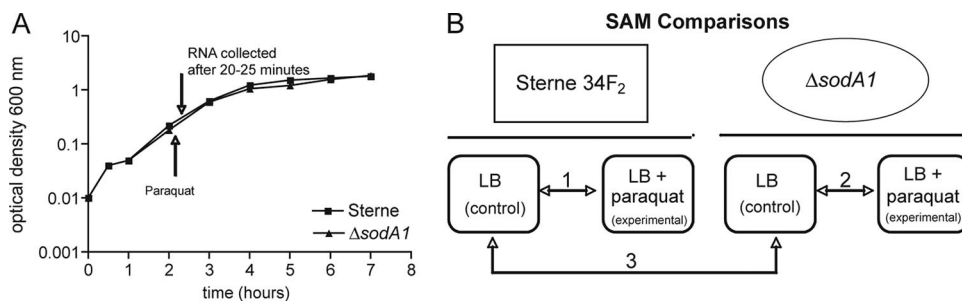 A
optical density 600 nm
10
1
0.1
0.01
0.001
RNA collected
after 20-25 minutes
Paraquat
Sterne
ΔsodA1
0 1 2 3 4 5 6 7 8
time (hours)
B
SAM Comparisons
Sterne 34F₂
ΔsodA1
LB
(control)
1
LB +
paraquat
(experimental)
LB
(control)
2
LB +
paraquat
(experimental)
3